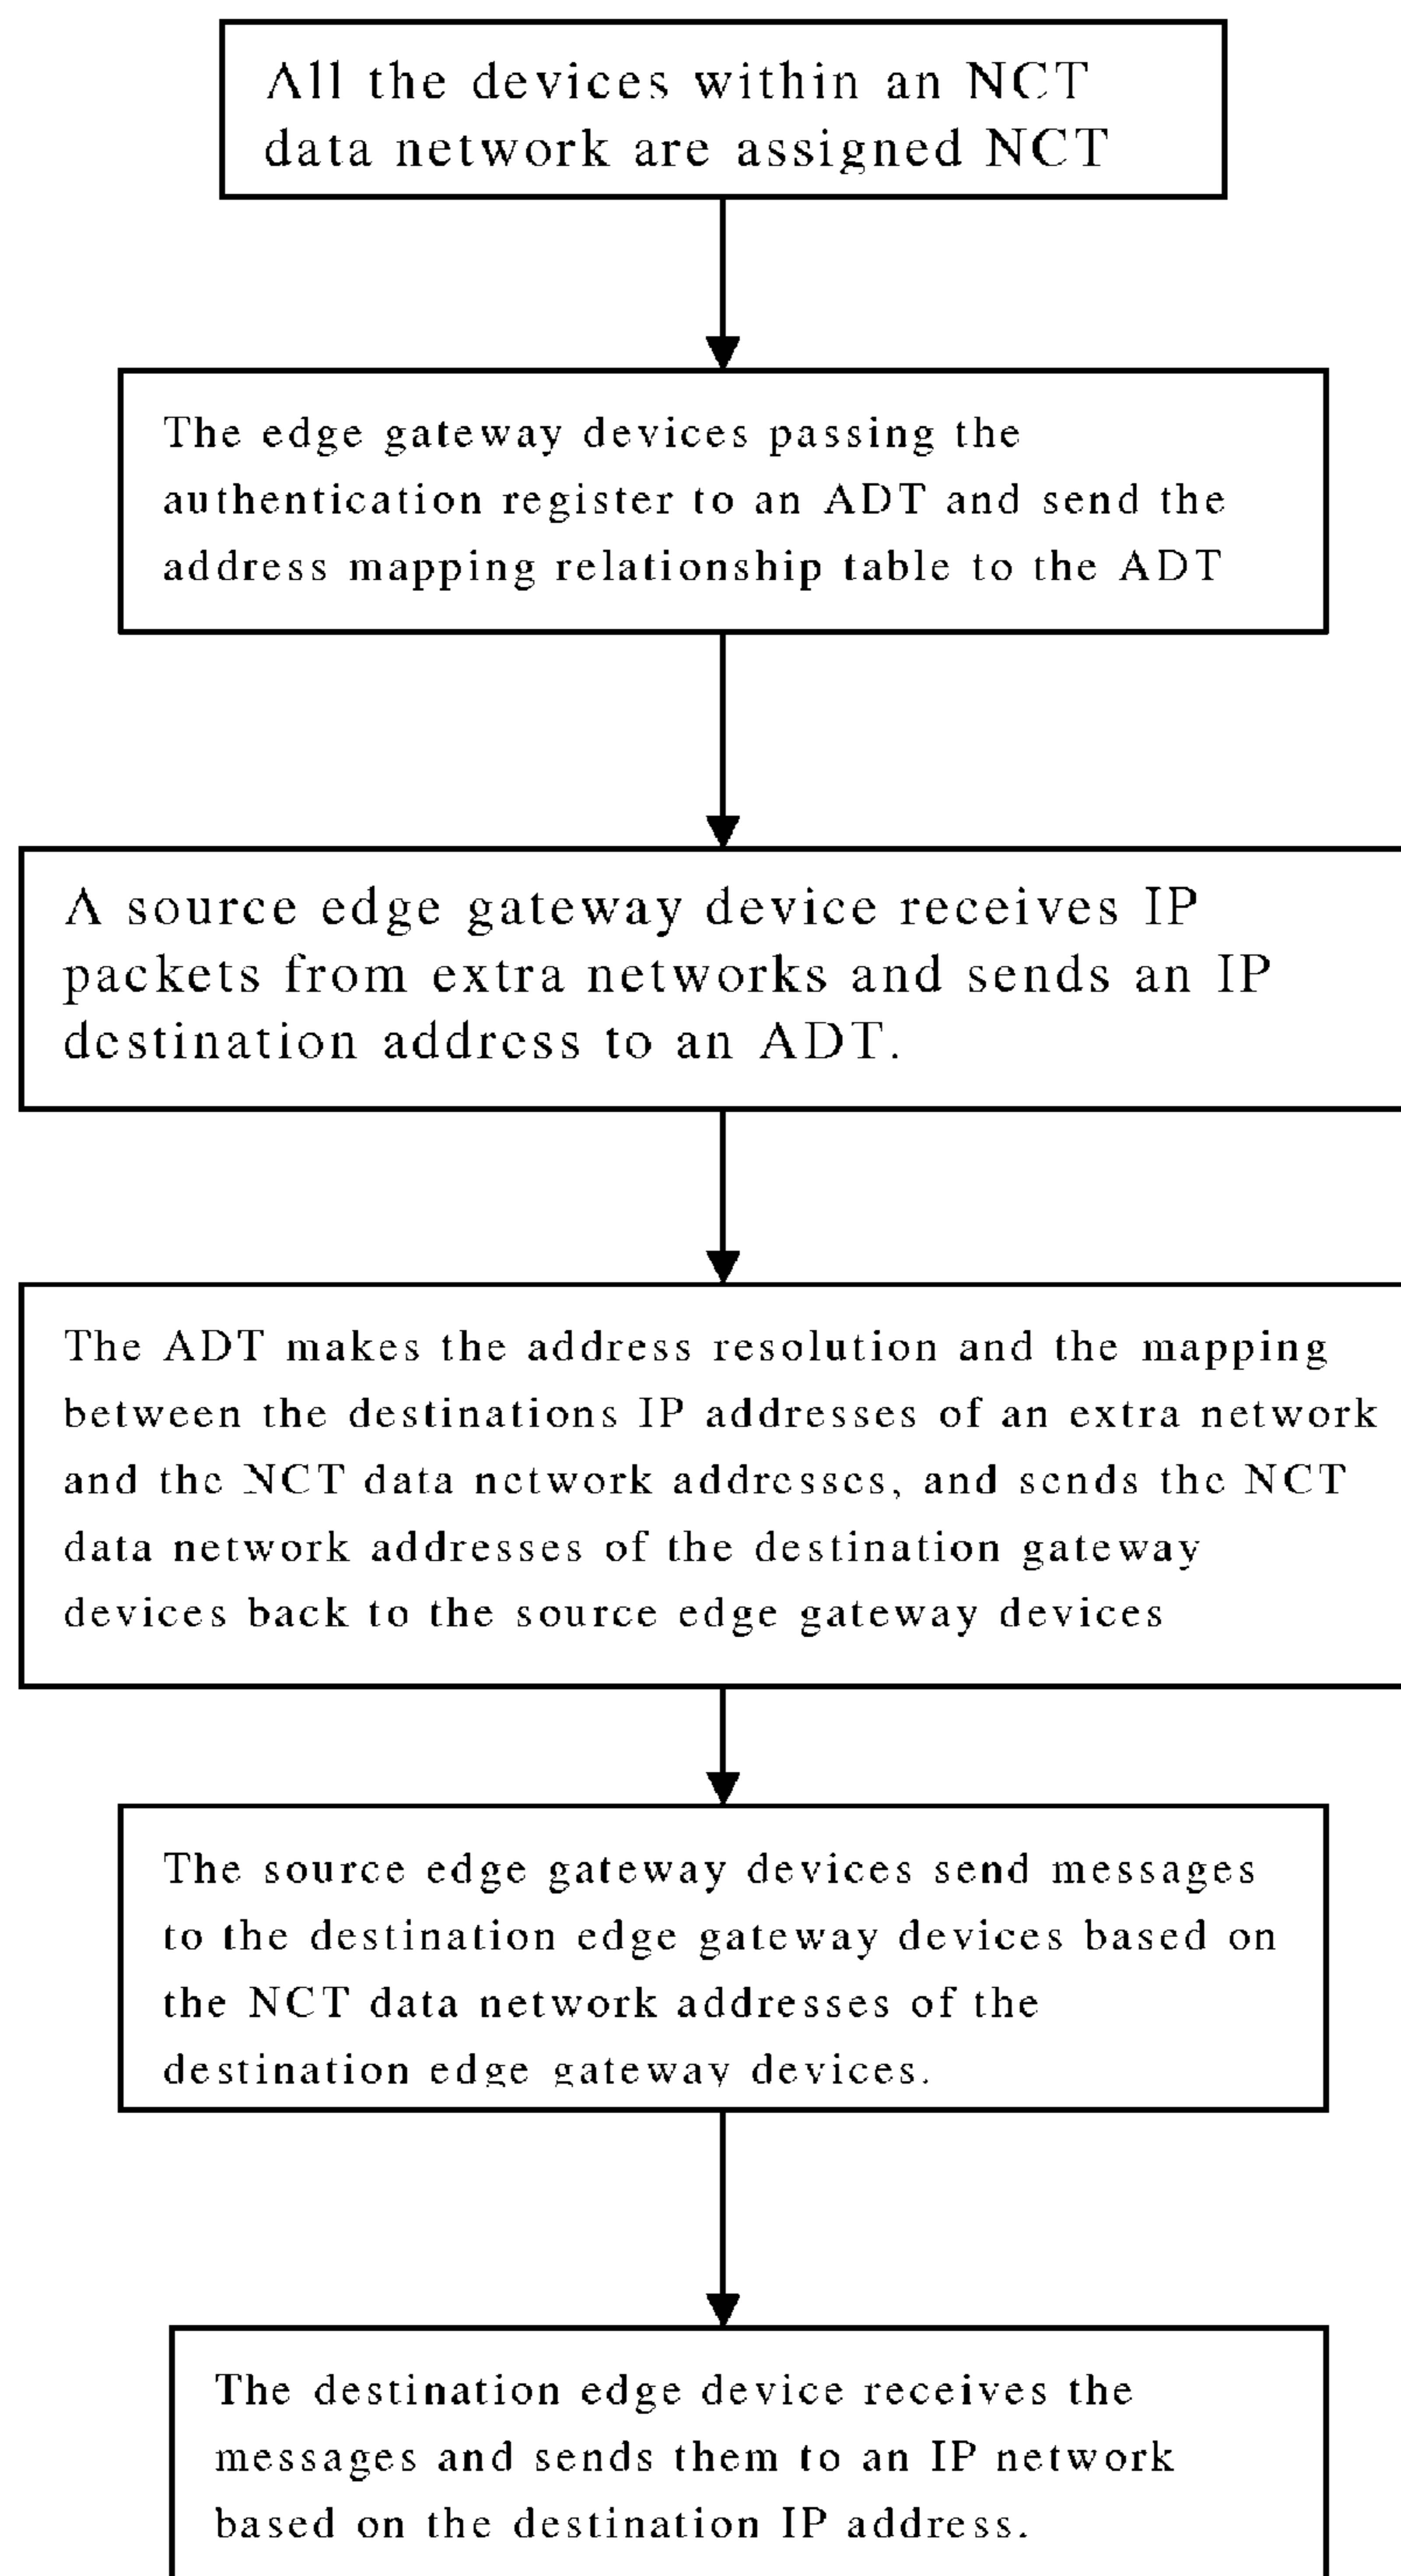 All the devices within an NCT
data network are assigned NCT
The edge gateway devices passing the
authentication register to an ADT and send the
address mapping relationship table to the ADT
A source edge gateway device receives IP
packets from extra networks and sends an IP
destination address to an ADT.
The ADT makes the address resolution and the mapping
between the destinations IP addresses of an extra network
and the NCT data network addresses, and sends the NCT
data network addresses of the destination gateway
devices back to the source edge gateway devices
The source edge gateway devices send messages
to the destination edge gateway devices based on
the NCT data network addresses of the
destination edge gateway devices.
The destination edge device receives the
messages and sends them to an IP network
based on the destination IP address.